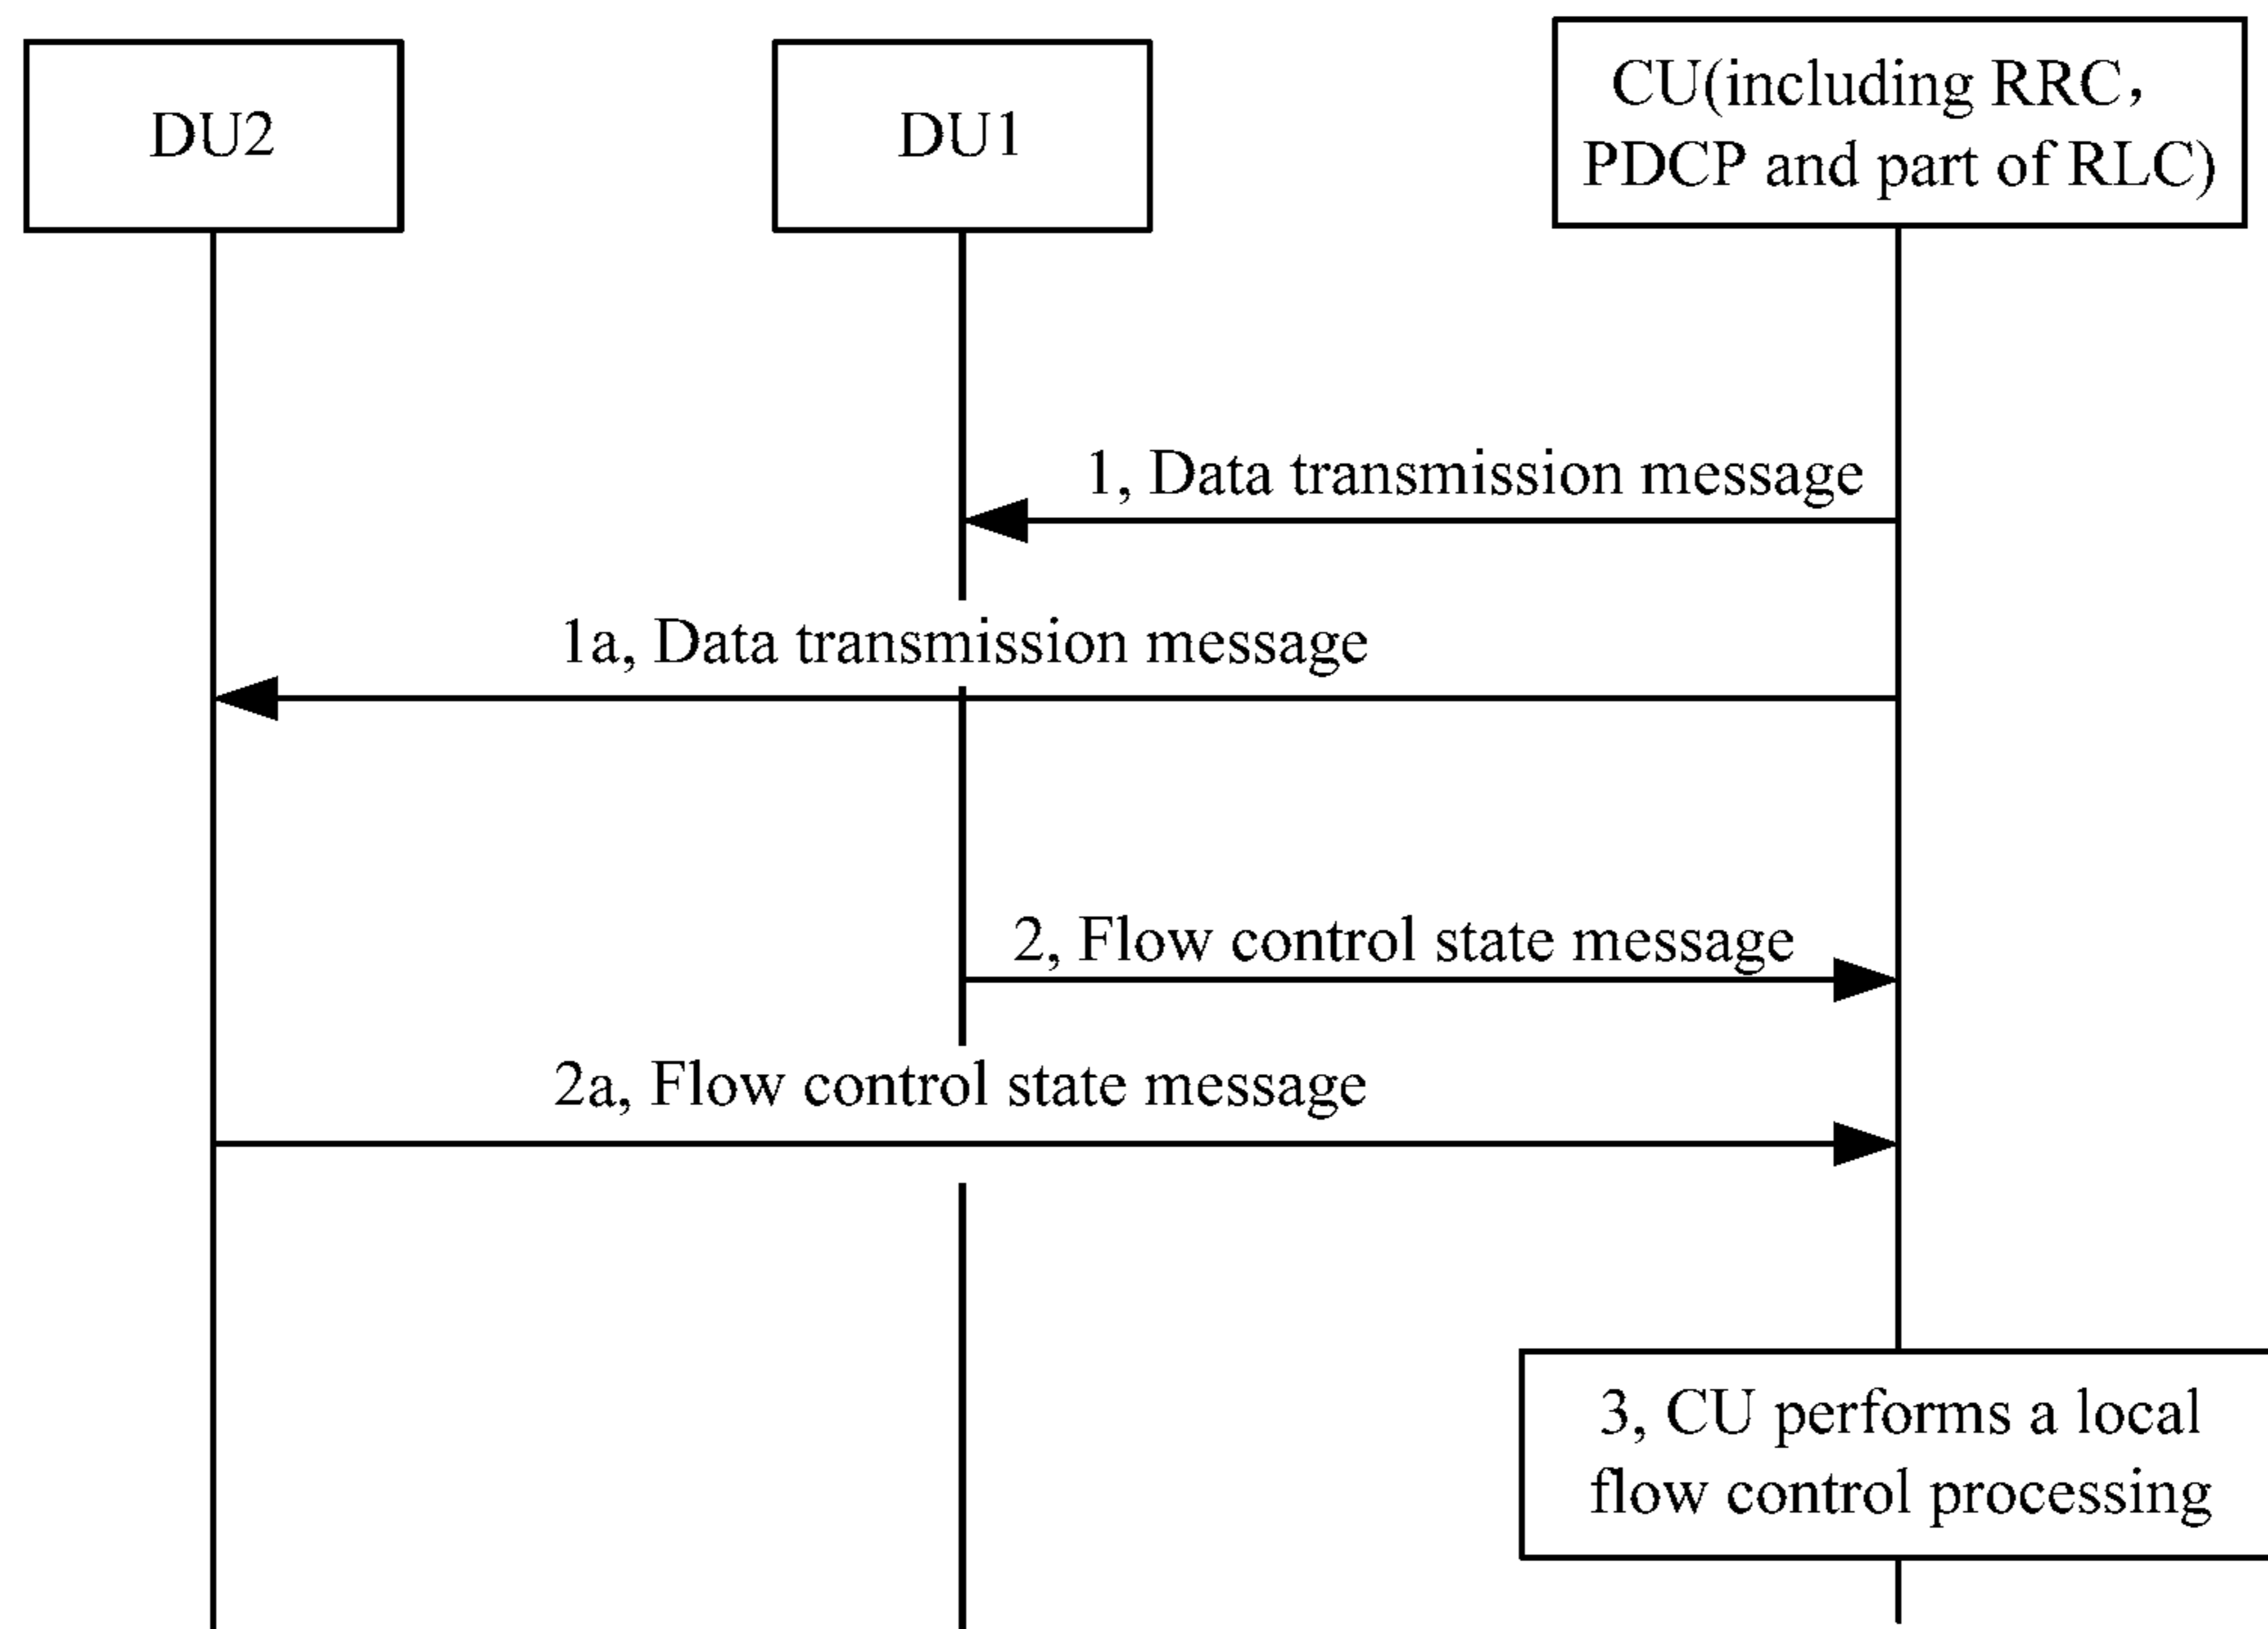 DU2
DU1
CU(including RRC,
PDCP and part of RLC)
1, Data transmission message
1a, Data transmission message
2, Flow control state message
2a, Flow control state message
3, CU performs a local
flow control processing